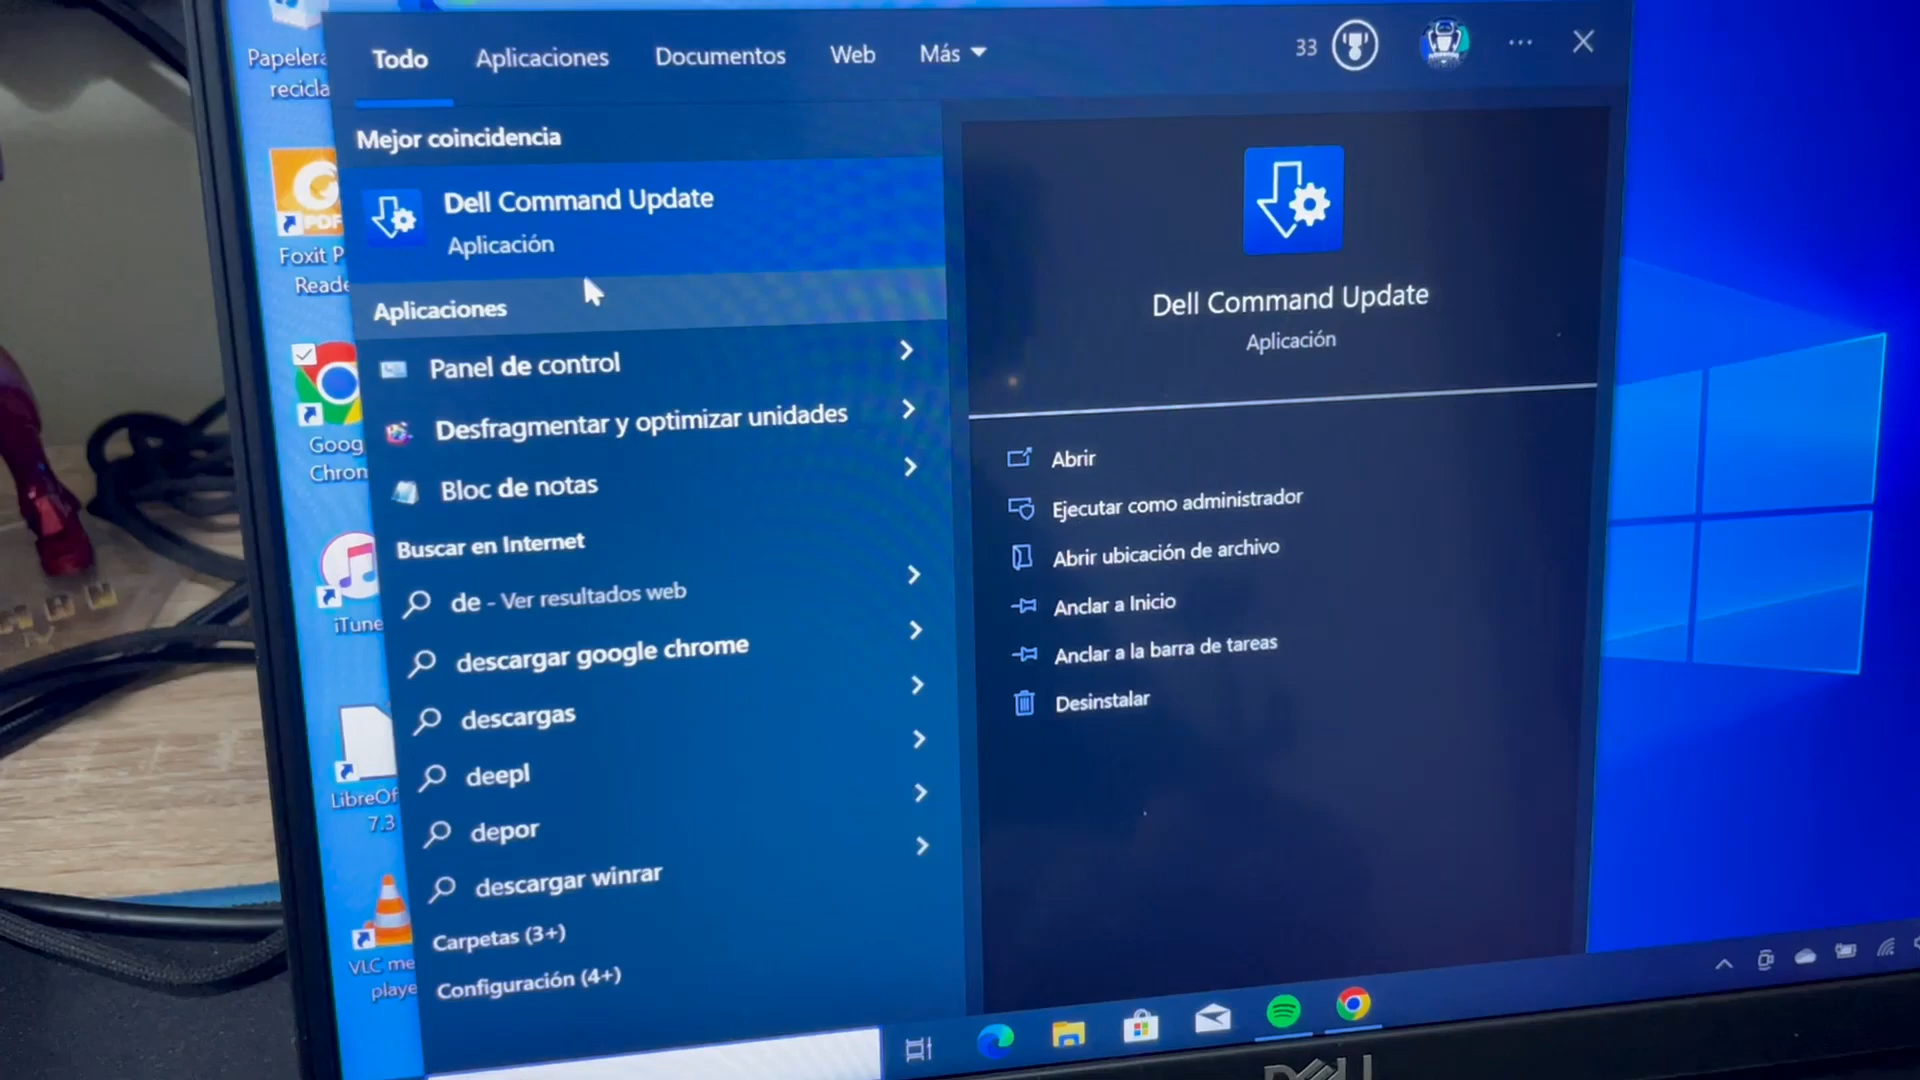 Todo
Aplicaciones
Documentos
Web
Más
33
Papelera
recicla
Mejor coincidencia
Dell Command Update
Aplicación
PDF
Foxit P
Reade
Aplicaciones
Panel de control
Desfragmentar y optimizar unidades
Bloc de notas
Goog
Chron
Buscar en Internet
de - Ver resultados web
descargar google chrome
descargas
deepl
depor
descargar winrar
Carpetas (3+)
Configuración (4+)
iTune
LibreOf
7.3
VLC me
playe
Dell Command Update
Aplicación
Abrir
Ejecutar como administrador
Abrir ubicación de archivo
Anclar a Inicio
Anclar a la barra de tareas
Desinstalar
DELL